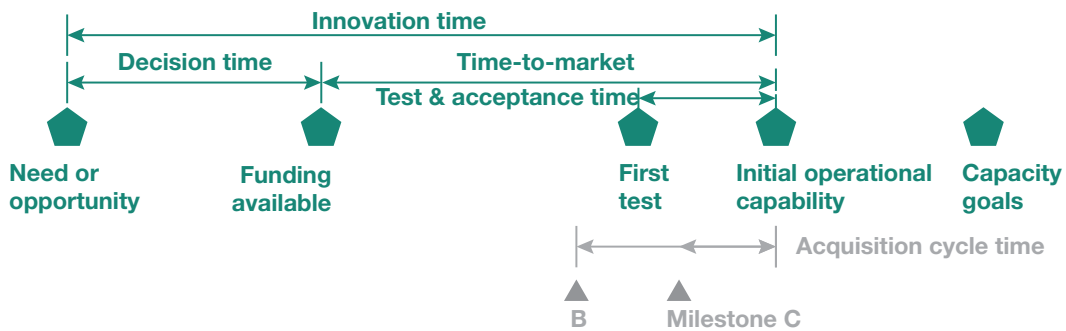 Innovation time
Decision time
Time-to-market
Test & acceptance time
Need or
opportunity
Funding
available
First
test
Initial operational
capability
Capacity
goals
Acquisition cycle time
B
Milestone C